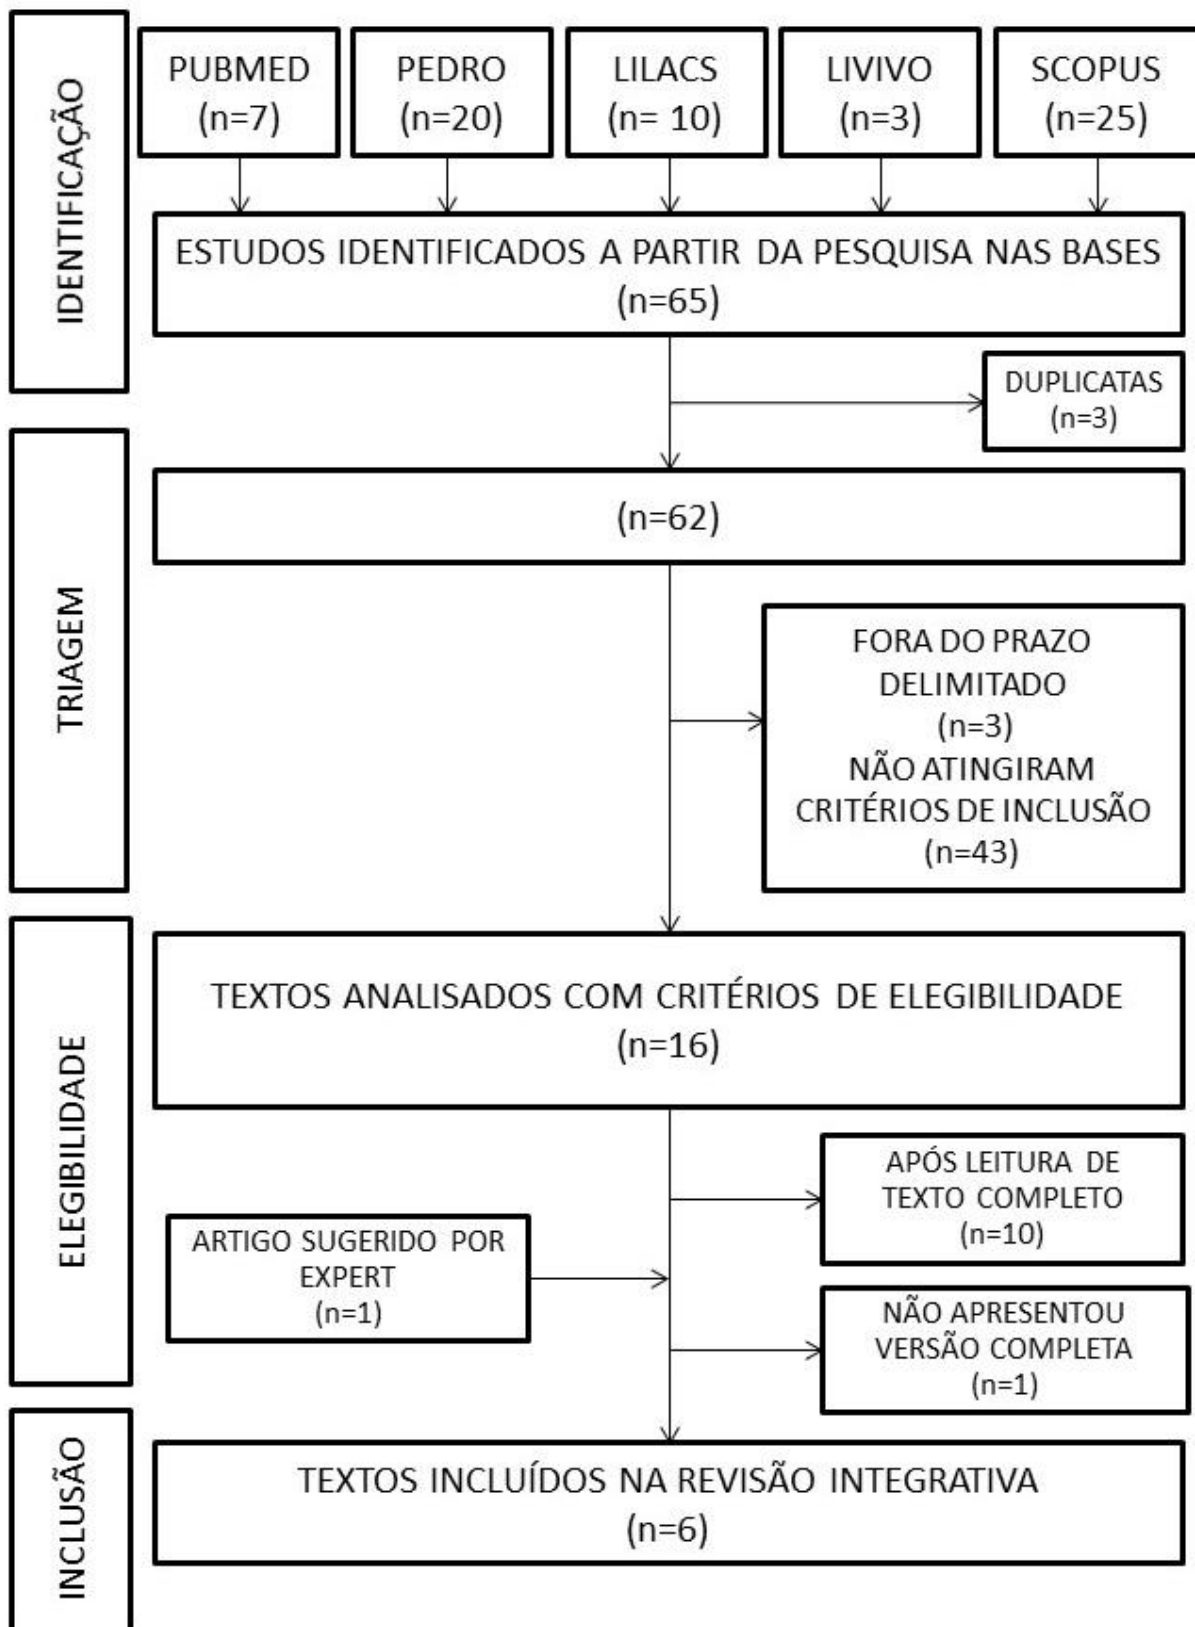 IDENTIFICAÇÃO
PUBMED
(n=7)
PEDRO
(n=20)
LILACS
(n= 10)
LIVIVO
(n=3)
SCOPUS
(n=25)
ESTUDOS IDENTIFICADOS A PARTIR DA PESQUISA NAS BASES
(n=65)
DUPLICATAS
(n=3)
TRIAGEM
(n=62)
FORA DO PRAZO
DELIMITADO
(n=3)
NÃO ATINGIRAM
CRITÉRIOS DE INCLUSÃO
(n=43)
ELEGIBILIDADE
TEXTOS ANALISADOS COM CRITÉRIOS DE ELEGIBILIDADE
(n=16)
APÓS LEITURA DE
TEXTO COMPLETO
(n=10)
ARTIGO SUGERIDO POR
EXPERT
(n=1)
NÃO APRESENTOU
VERSÃO COMPLETA
(n=1)
INCLUSÃO
TEXTOS INCLUÍDOS NA REVISÃO INTEGRATIVA
(n=6)